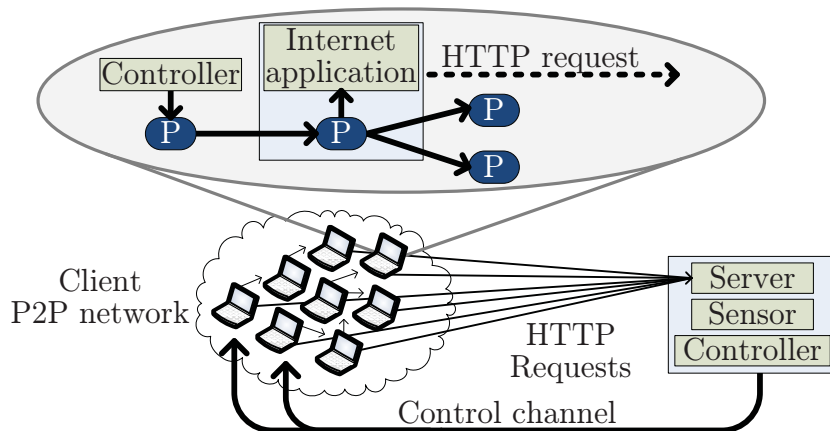 Internet
application
HTTP request
Controller
P
P
P
P
Client
P2P network
Server
Sensor
Controller
HTTP
Requests
Control channel